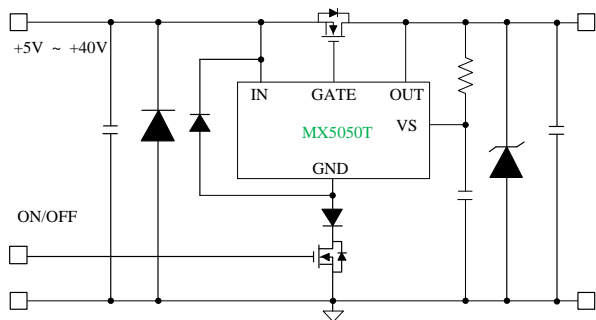 +5V ~ +40V
IN
GATE
OUT
MX5050T
VS
GND
ON/OFF